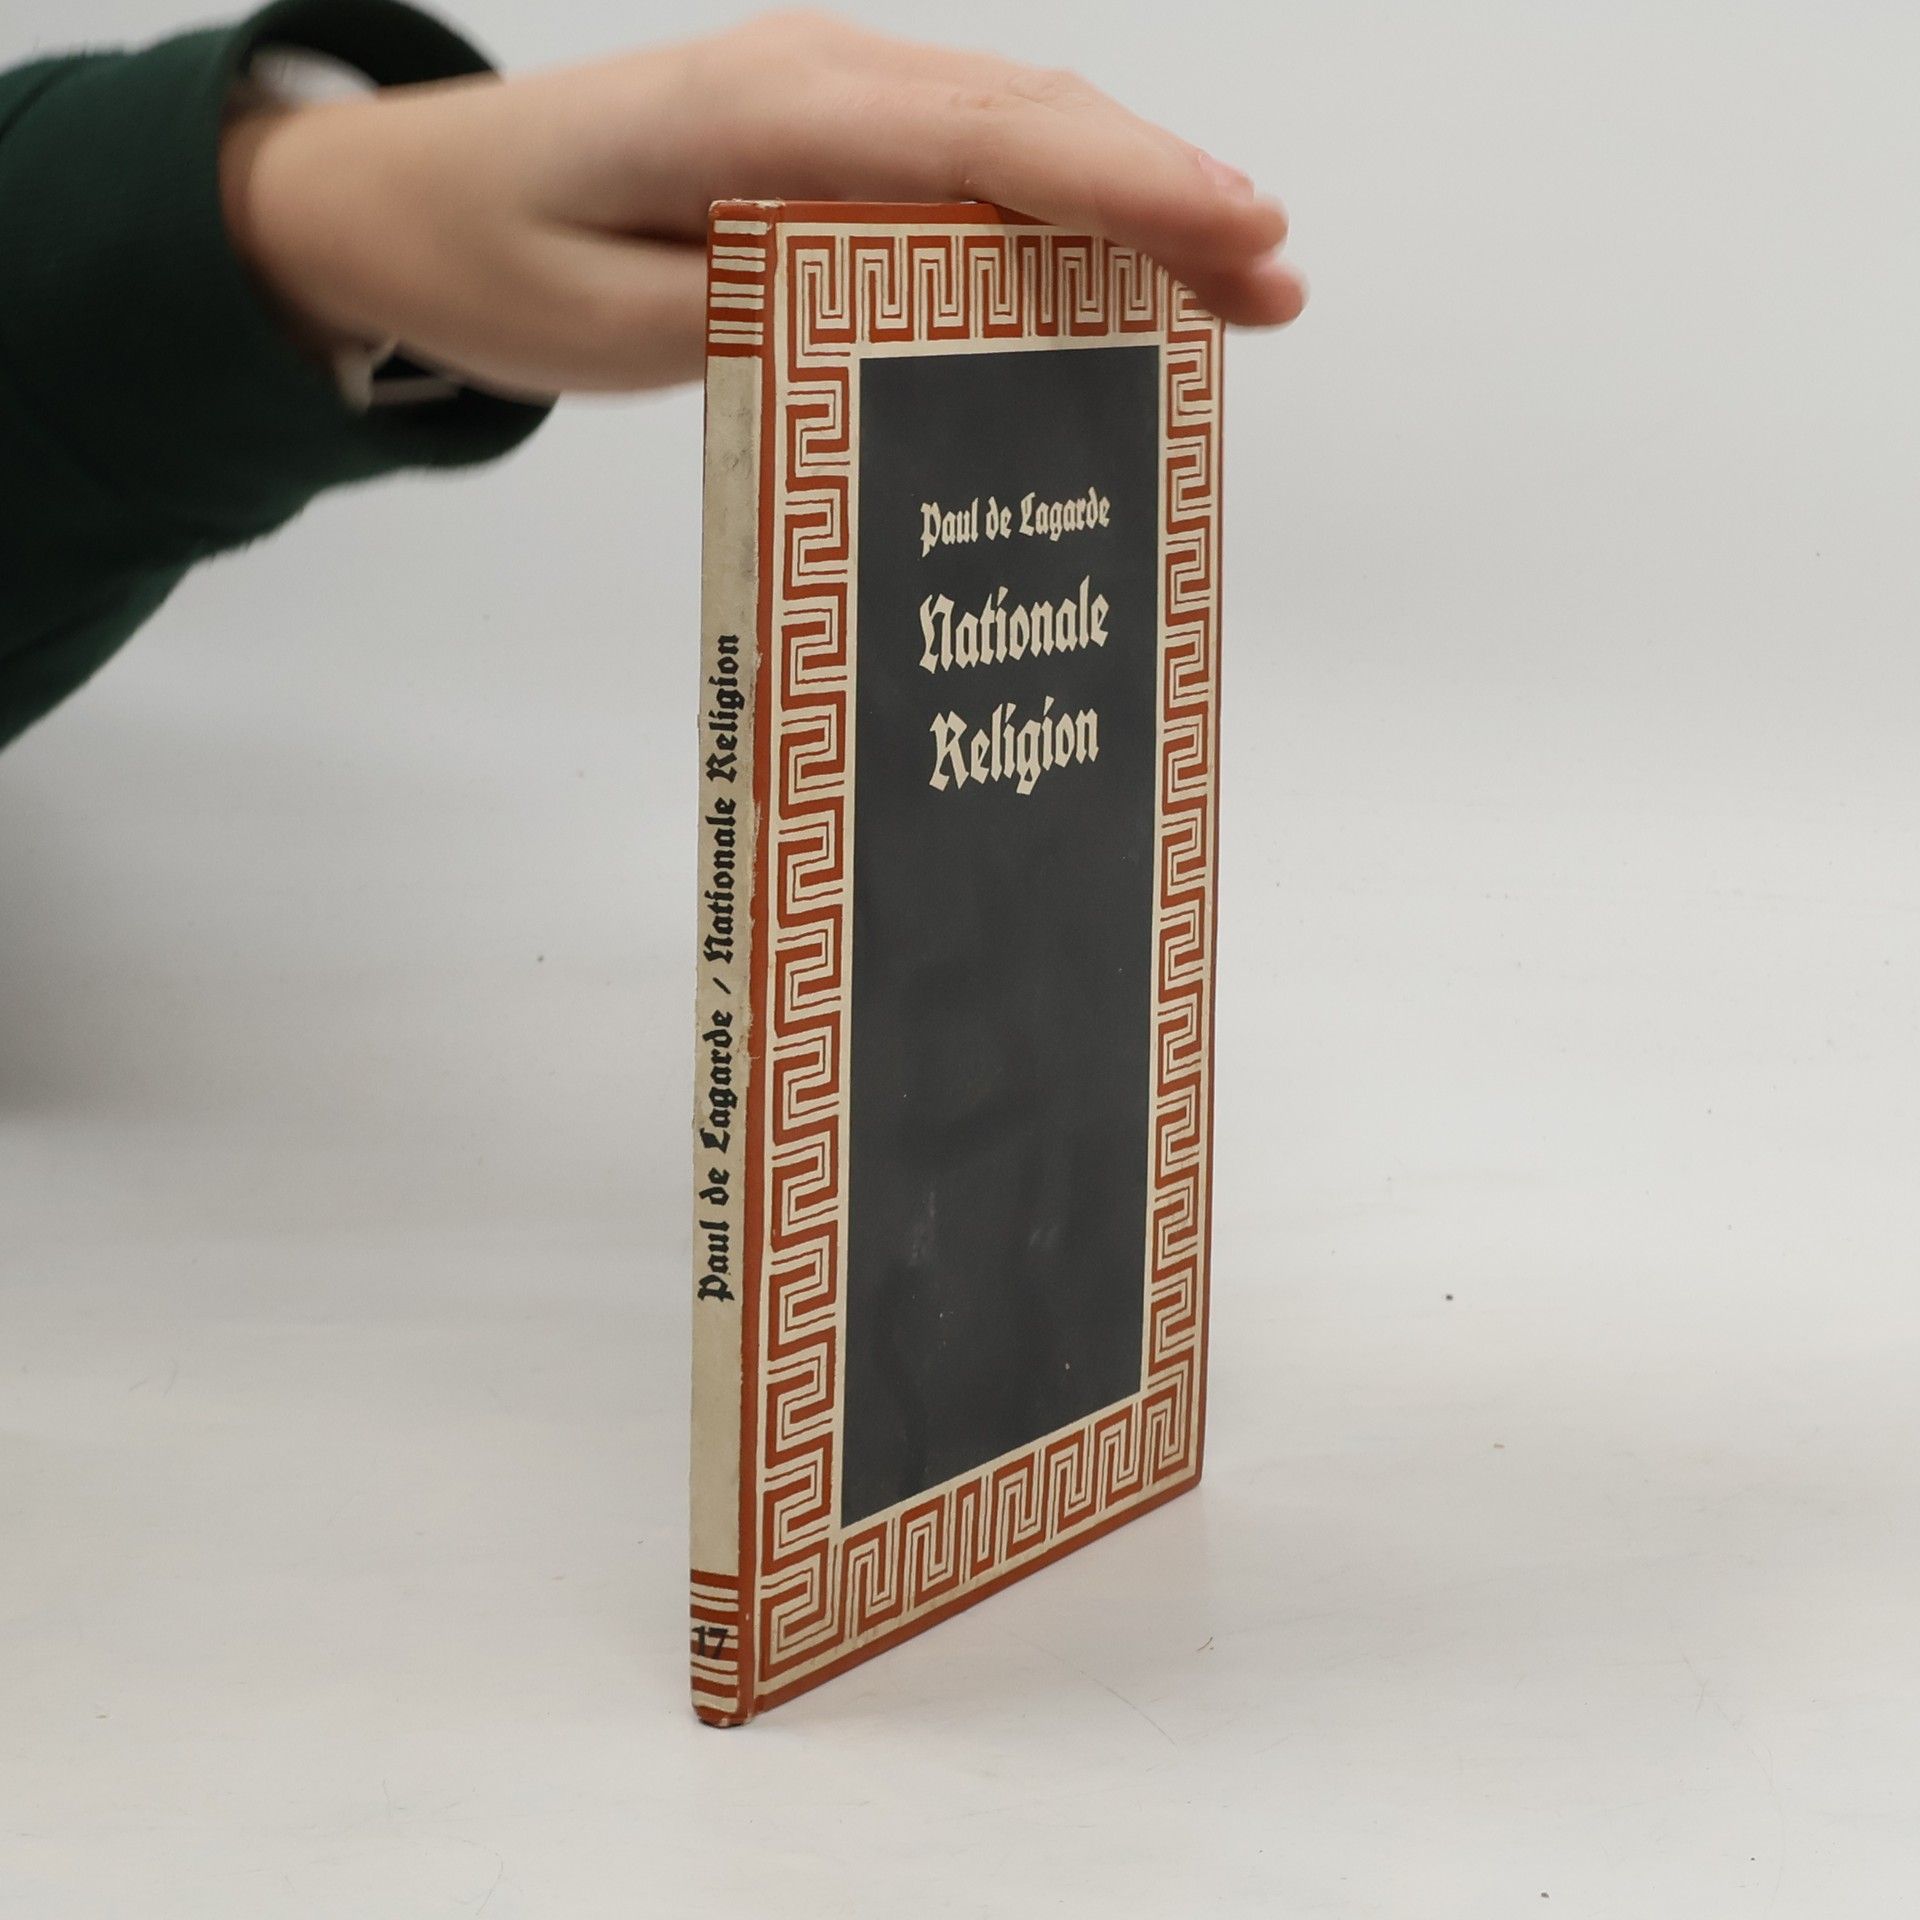 Paul de Lagarde
Nationale
Religion
Paul de Lagarde / Nationale Religion
17